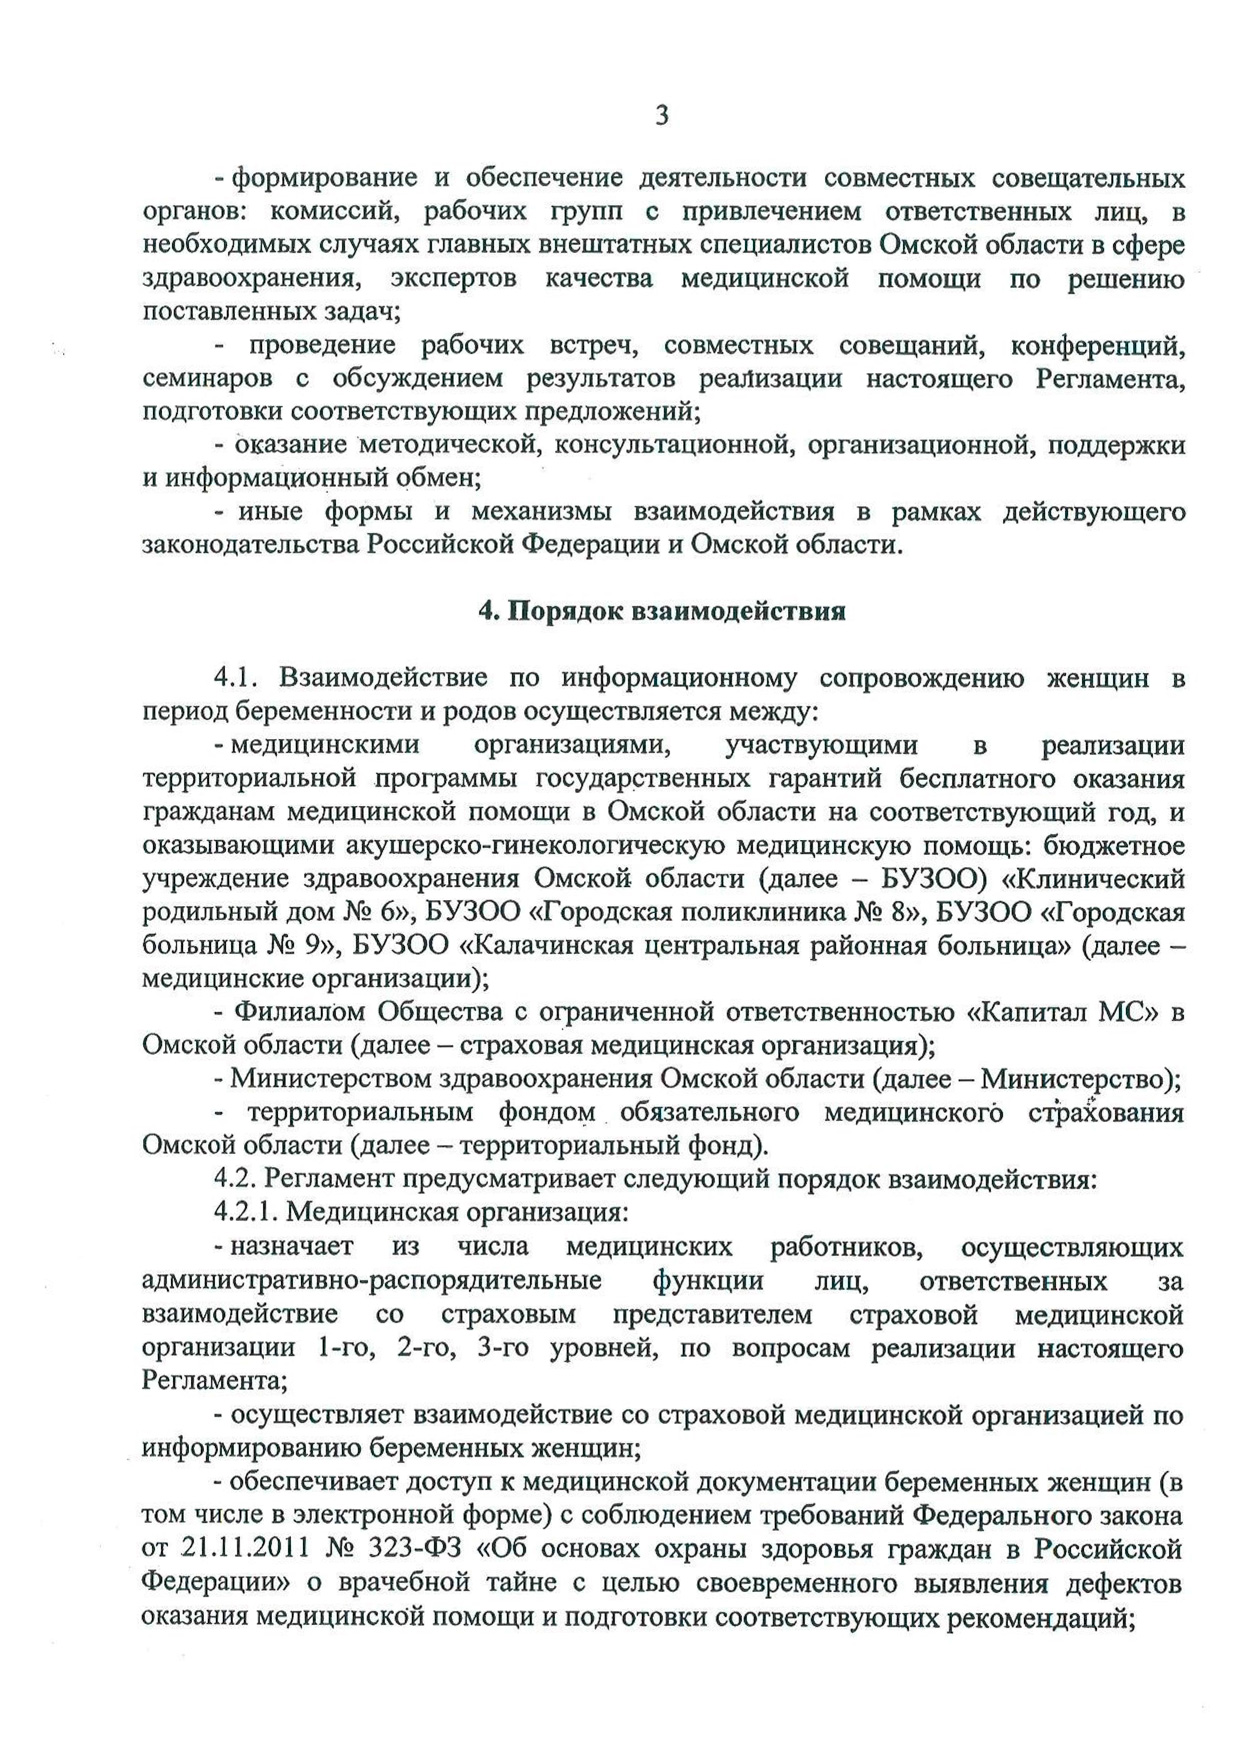 3
- формирование и обеспечение деятельности совместных совещательных
органов: комиссий, рабочих групп с привлечением ответственных лиц, в
необходимых случаях главных внештатных специалистов Омской области в сфере
здравоохранения, экспертов качества медицинской помощи по решению
поставленных задач;
- проведение рабочих встреч, совместных совещаний, конференций,
семинаров с обсуждением результатов реализации настоящего Регламента,
подготовки соответствующих предложений;
- оказание методической, консультационной, организационной, поддержки
и информационный обмен;
- иные формы и механизмы взаимодействия в рамках действующего
законодательства Российской Федерации и Омской области.
4. Порядок взаимодействия
4.1. Взаимодействие по информационному сопровождению женщин в
период беременности и родов осуществляется между:
- медицинскими организациями, участвующими в реализации
территориальной программы государственных гарантий бесплатного оказания
гражданам медицинской помощи в Омской области на соответствующий год, и
оказывающими акушерско-гинекологическую медицинскую помощь: бюджетное
учреждение здравоохранения Омской области (далее – БУЗОО) «Клинический
родильный дом № 6», БУЗОО «Городская поликлиника № 8», БУЗОО «Городская
больница № 9», БУЗОО «Калачинская центральная районная больница» (далее –
медицинские организации);
- Филиалом Общества с ограниченной ответственностью «Капитал МС» в
Омской области (далее – страховая медицинская организация);
- Министерством здравоохранения Омской области (далее – Министерство);
- территориальным фондом обязательного медицинского страхования
Омской области (далее – территориальный фонд).
4.2. Регламент предусматривает следующий порядок взаимодействия:
4.2.1. Медицинская организация:
- назначает из числа медицинских работников, осуществляющих
административно-распорядительные функции лиц, ответственных за
взаимодействие со страховым представителем страховой медицинской
организации 1-го, 2-го, 3-го уровней, по вопросам реализации настоящего
Регламента;
- осуществляет взаимодействие со страховой медицинской организацией по
информированию беременных женщин;
- обеспечивает доступ к медицинской документации беременных женщин (в
том числе в электронной форме) с соблюдением требований Федерального закона
от 21.11.2011 № 323-ФЗ «Об основах охраны здоровья граждан в Российской
Федерации» о врачебной тайне с целью своевременного выявления дефектов
оказания медицинской помощи и подготовки соответствующих рекомендаций;